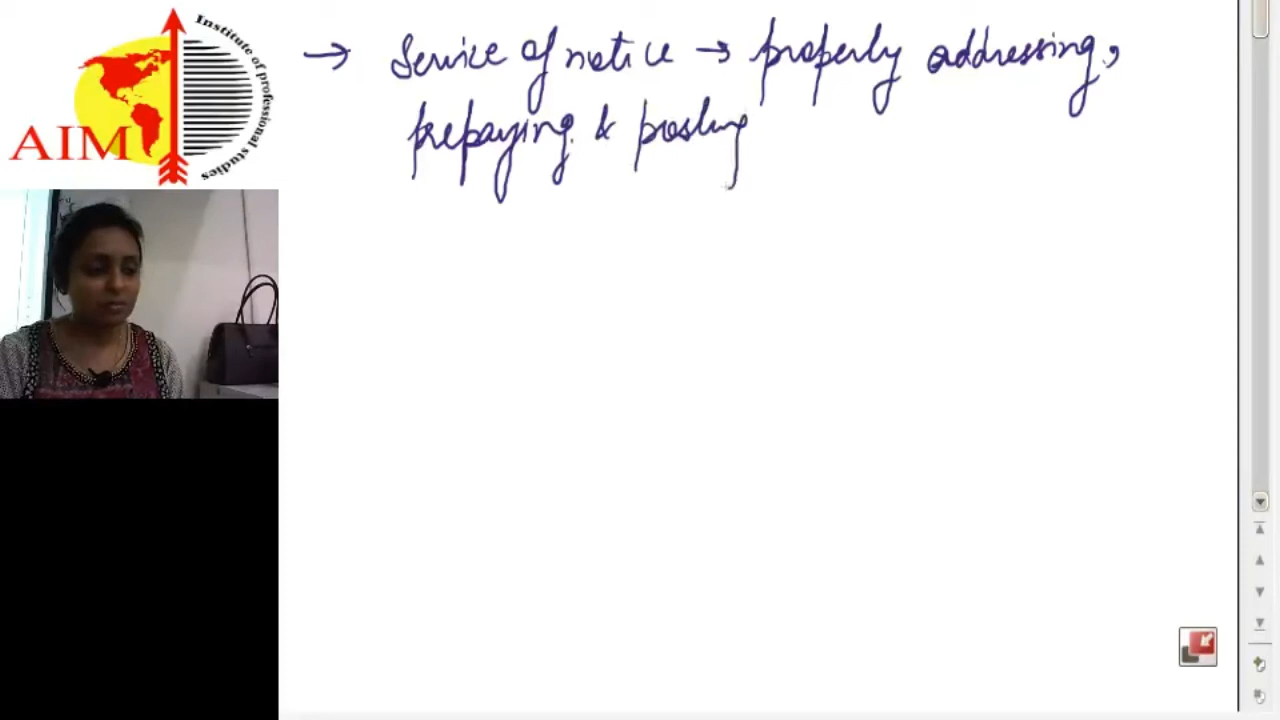 → Service of notice → properly addressing,
prepaying & posting
AIM
Institute of professional studies